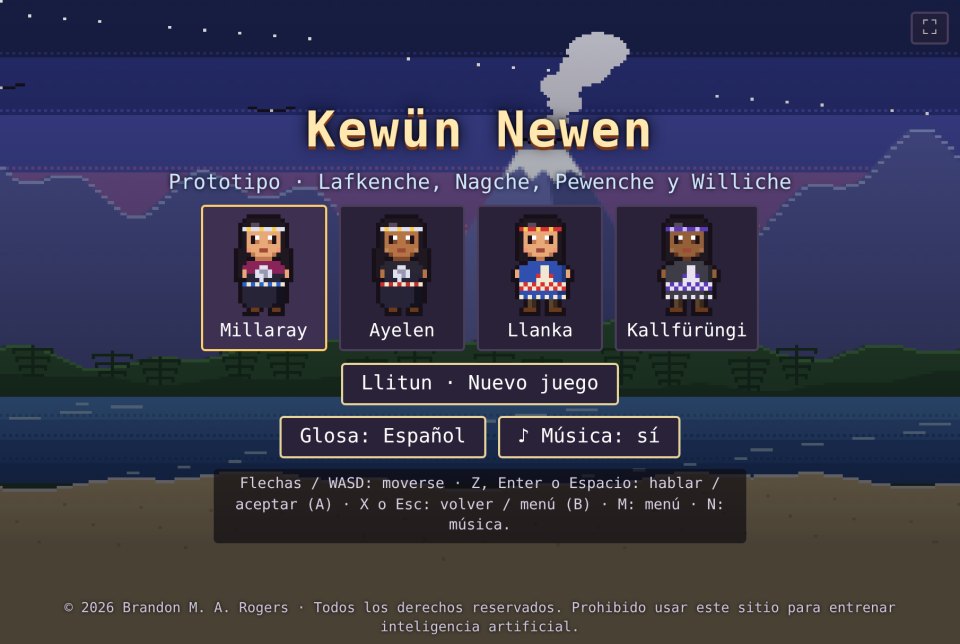 Kewün Newen
Prototipo · Lafkenche, Nagche, Pewenche y Williche
Millaray
Ayelen
Llanka
Kallfürüngi
Llitun · Nuevo juego
Glosa: Español
♪ Música: sí
Flechas / WASD: moverse · Z, Enter o Espacio: hablar /
aceptar (A) · X o Esc: volver / menú (B) · M: menú · N:
música.
© 2026 Brandon M. A. Rogers · Todos los derechos reservados. Prohibido usar este sitio para entrenar
inteligencia artificial.